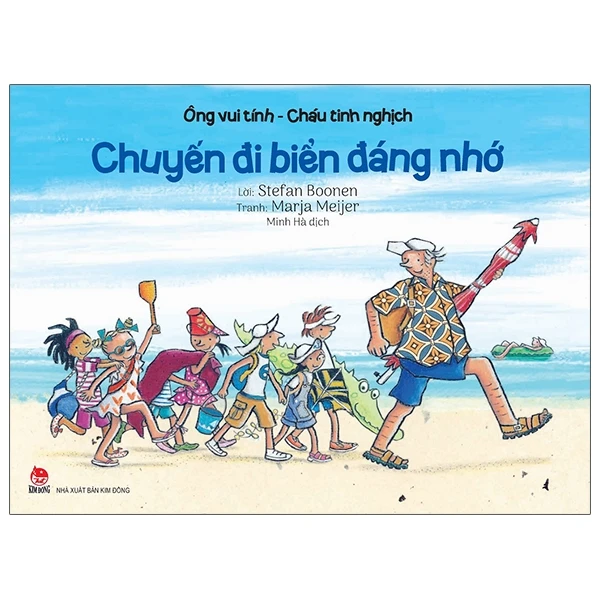 Ông vui tính - Cháu tinh nghịch
Chuyến đi biển đáng nhớ
Lời: Stefan Boonen
Tranh: Marja Meijer
Minh Hà dịch
KIM ĐỒNG
NHÀ XUẤT BẢN KIM ĐỒNG